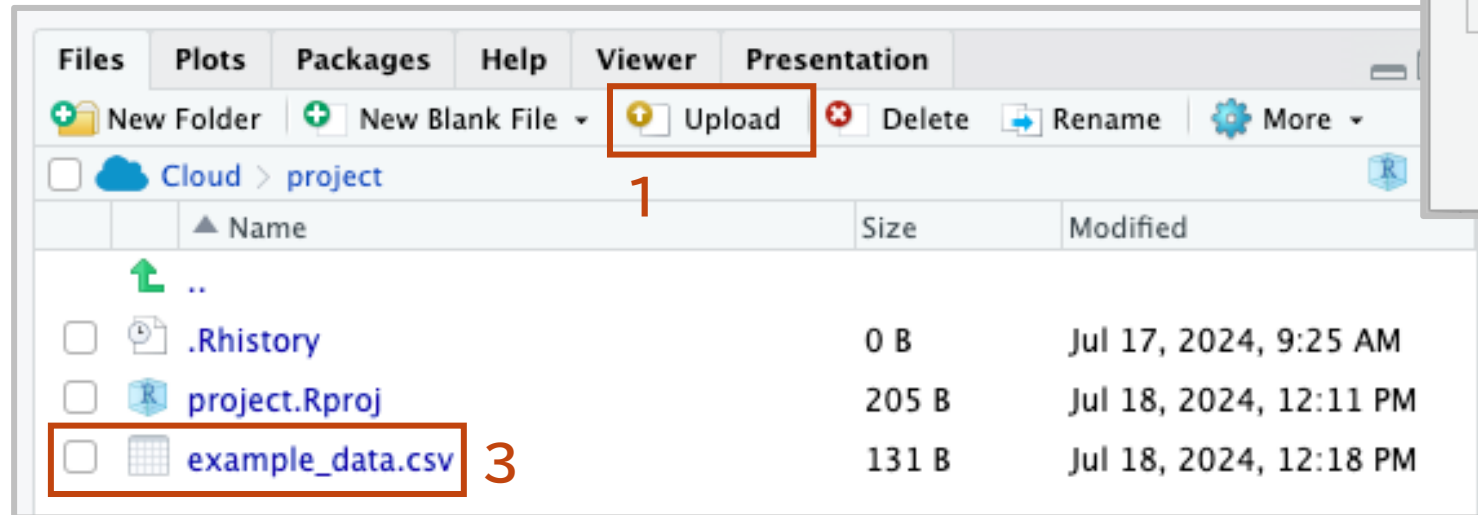 Files Plots Packages Help Viewer Presentation
New Folder New Blank File Upload Delete Rename More
Cloud > project R
1
Name Size Modified
..
.Rhistory 0 B Jul 17, 2024, 9:25 AM
R project.Rproj 205 B Jul 18, 2024, 12:11 PM
example_data.csv 3 131 B Jul 18, 2024, 12:18 PM